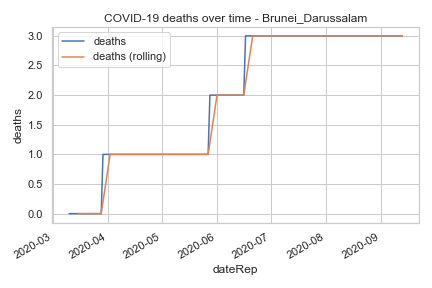 COVID-19 deaths over time - Brunei_Darussalam
deaths
deaths (rolling)
deaths
3.0
2.5
2.0
1.5
1.0
0.5
0.0
2020-03
2020-04
2020-05
2020-06
2020-07
2020-08
2020-09
dateRep